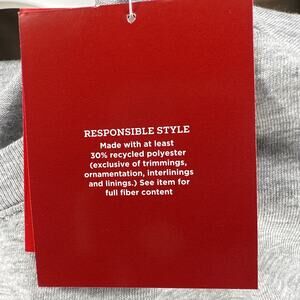 RESPONSIBLE STYLE
Made with at least
30% recycled polyester
(exclusive of trimmings,
ornamentation, interlinings
and linings.) See item for
full fiber content